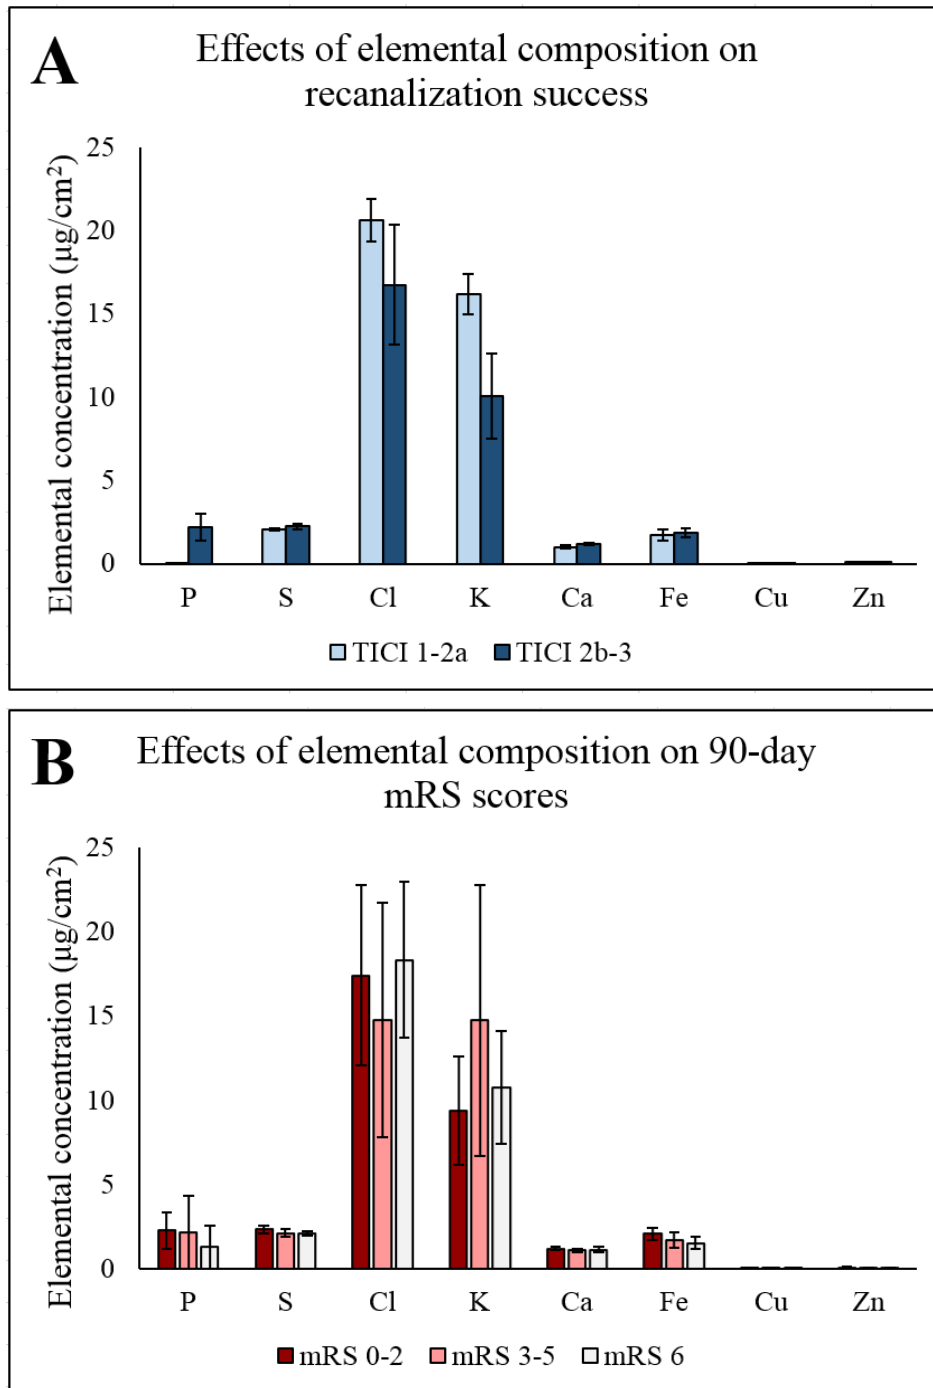 A
Effects of elemental composition on
recanalization success
Elemental concentration (µg/cm²)
25
20
15
10
5
0
P S Cl K Ca Fe Cu Zn
TICI 1-2a TICI 2b-3
B
Effects of elemental composition on 90-day
mRS scores
Elemental concentration (µg/cm²)
25
20
15
10
5
0
P S Cl K Ca Fe Cu Zn
mRS 0-2 mRS 3-5 mRS 6